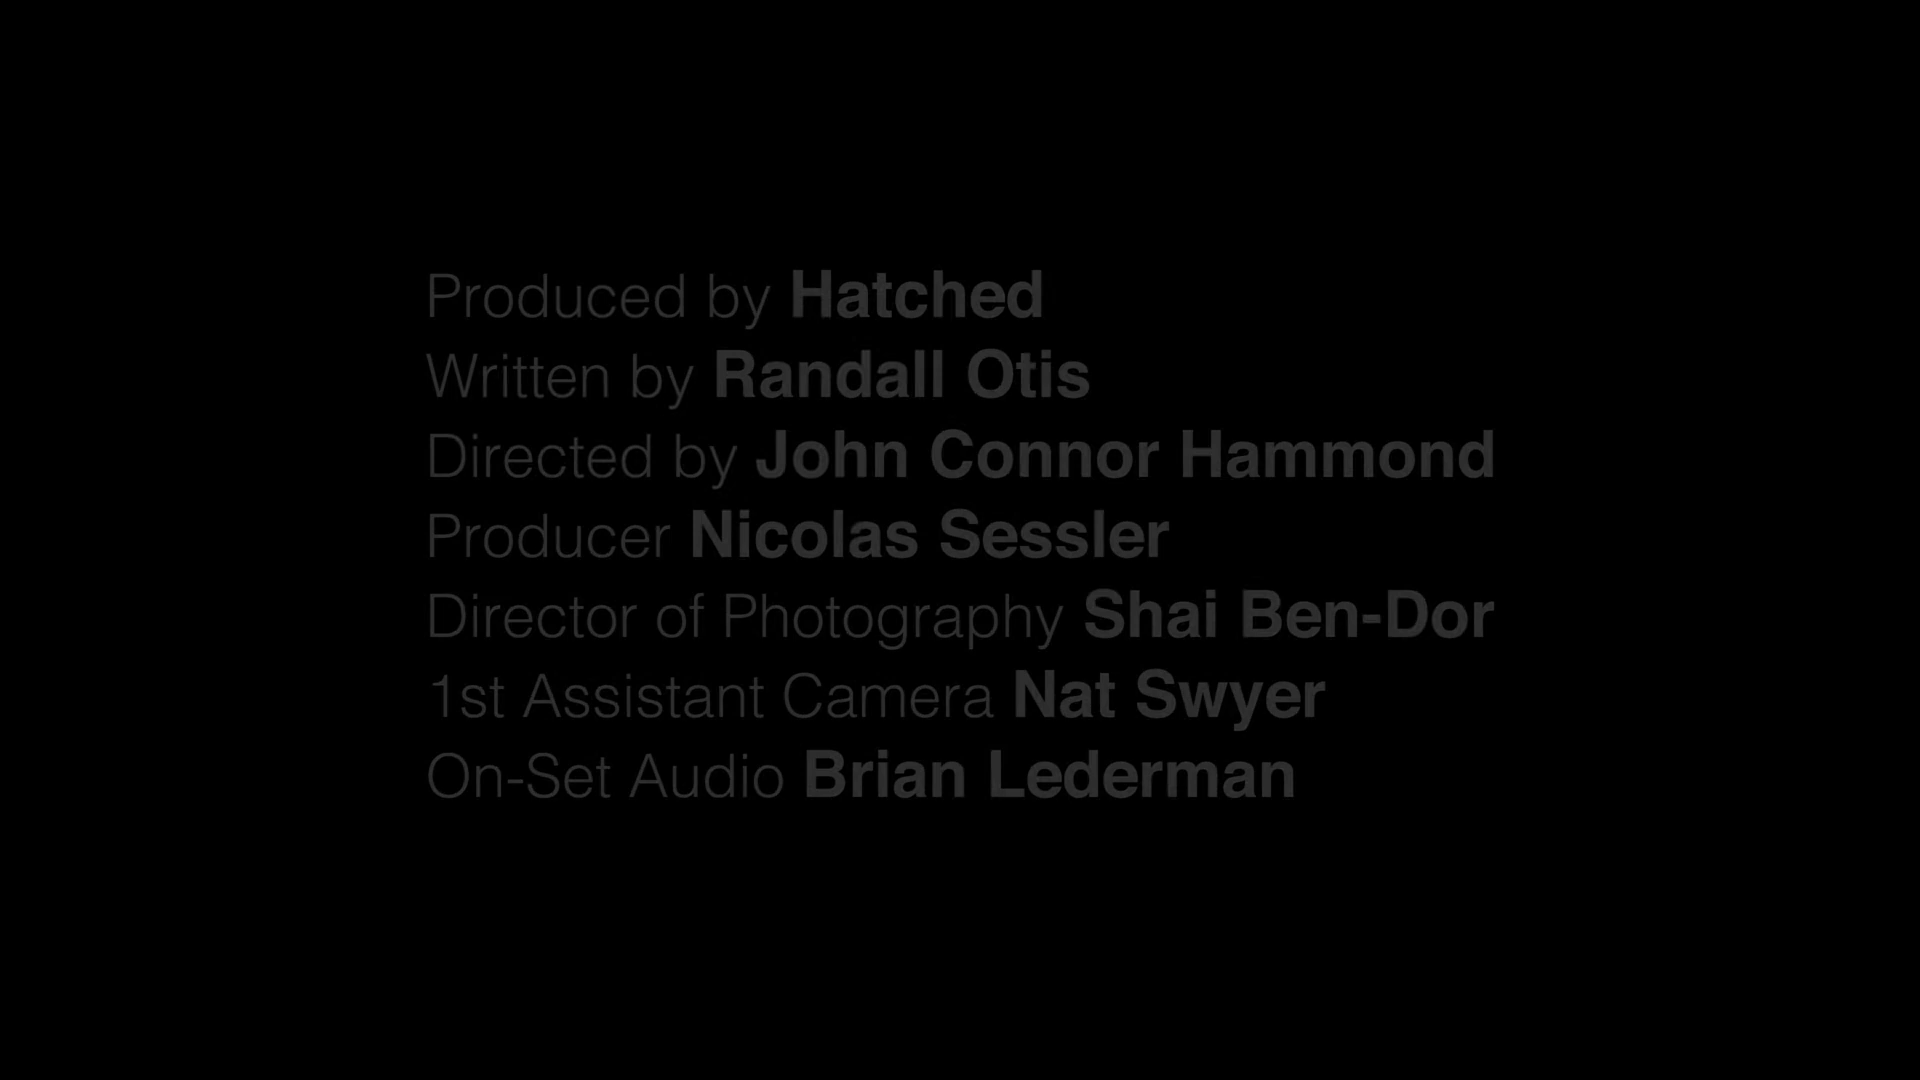 Produced by Hatched
Written by Randall Otis
Directed by John Connor Hammond
Producer Nicolas Sessler
Director of Photography Shai Ben-Dor
1st Assistant Camera Nat Swyer
On-Set Audio Brian Lederman